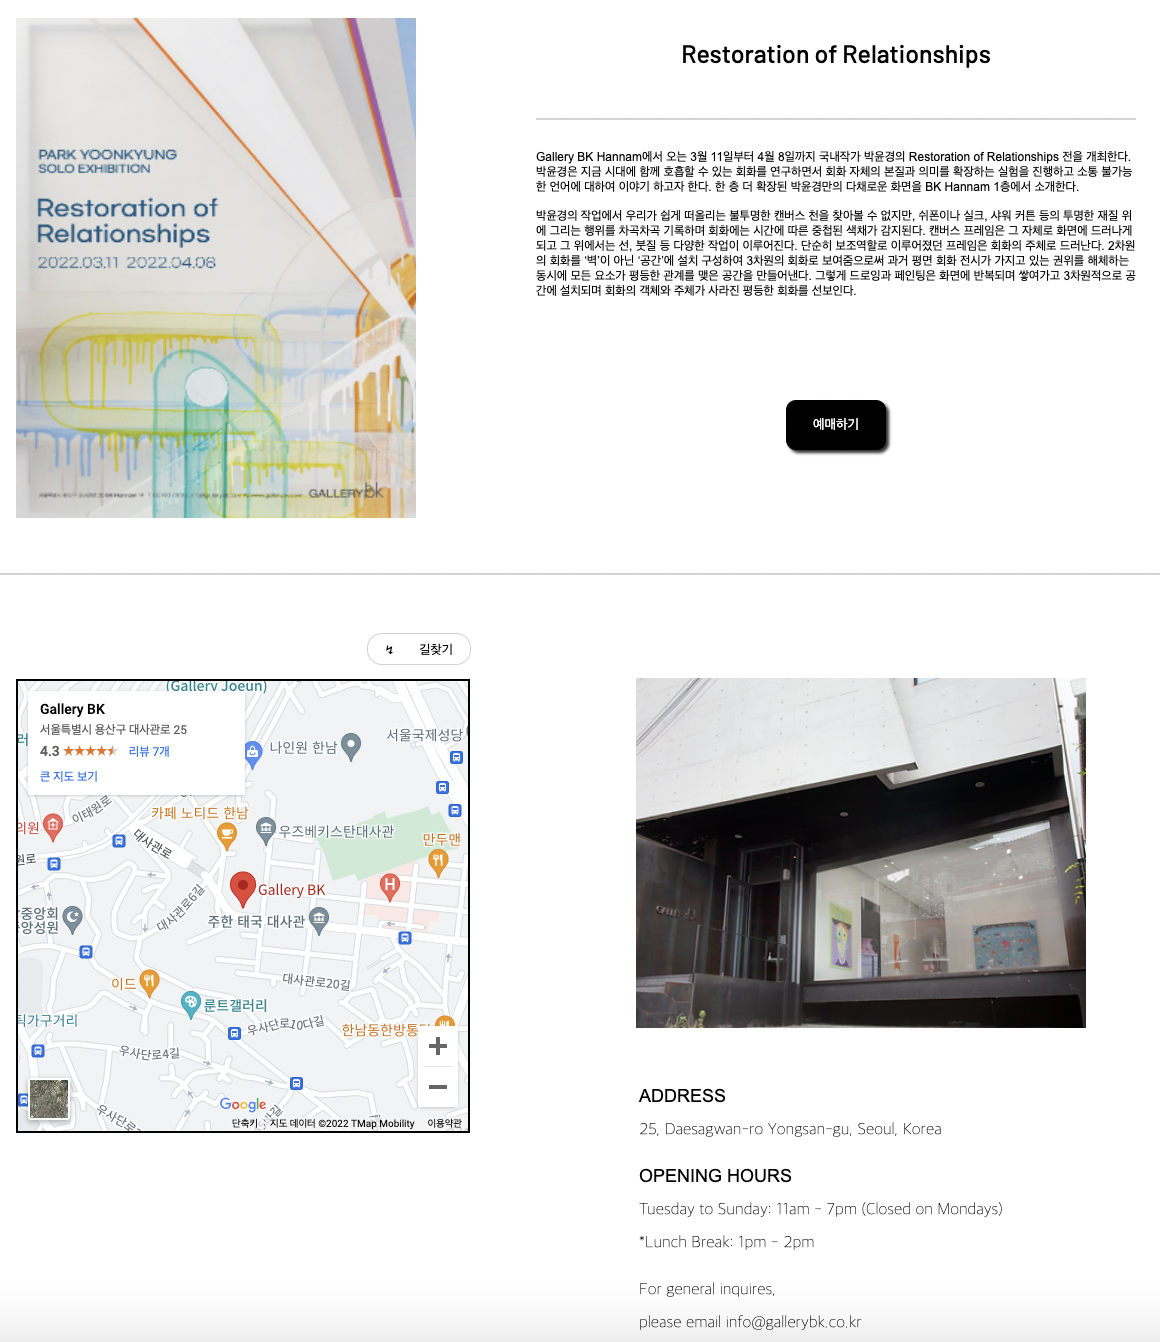 PARK YOONKYUNG
SOLO EXHIBITION
Restoration of
Relationships
2022.03.11 2022.04.08
GALLERY bk
Restoration of Relationships
Gallery BK Hannam에서 오는 3월 11일부터 4월 8일까지 국내작가 박윤경의 Restoration of Relationships 전을 개최한다.
박윤경은 지금 시대에 함께 호흡할 수 있는 회화를 연구하면서 회화 자체의 본질과 의미를 확장하는 실험을 진행하고 소통 불가능
한 언어에 대하여 이야기 하고자 한다. 한 층 더 확장된 박윤경만의 다채로운 화면을 BK Hannam 1층에서 소개한다.
박윤경의 작업에서 우리가 쉽게 떠올리는 불투명한 캔버스 천을 찾아볼 수 없지만, 쉬폰이나 실크, 샤워 커튼 등의 투명한 재질 위
에 그리는 행위를 차곡차곡 기록하며 회화에는 시간에 따른 중첩된 색채가 감지된다. 캔버스 프레임은 그 자체로 화면에 드러나게
되고 그 위에서는 선, 붓질 등 다양한 작업이 이루어진다. 단순히 보조역할로 이루어졌던 프레임은 회화의 주체로 드러난다. 2차원
의 회화를 '벽'이 아닌 '공간'에 설치 구성하여 3차원의 회화로 보여줌으로써 과거 평면 회화 전시가 가지고 있는 권위를 해체하는
동시에 모든 요소가 평등한 관계를 맺은 공간을 만들어낸다. 그렇게 드로잉과 페인팅은 화면에 반복되며 쌓여가고 3차원적으로 공
간에 설치되며 회화의 객체와 주체가 사라진 평등한 회화를 선보인다.
예매하기
길찾기
(Gallery Joeun)
Gallery BK
서울특별시 용산구 대사관로 25
4.3 리뷰 7개
큰 지도 보기
러
나인원 한남
서울국제성당
이태원로
카페 노티드 한남
의원
대사관로
우즈베키스탄대사관
만두맨
원로
H
Gallery BK
대사관로6길
주한 태국 대사관
중앙회
앙성원
대사관로20길
이드
룬트갤러리
틱가구거리
우사단로10다길
한남동한방통닭
우사단로4길
우사단로
2길
Google
단축키 지도 데이터 ©2022 TMap Mobility 이용약관
ADDRESS
25, Daesagwan-ro Yongsan-gu, Seoul, Korea
OPENING HOURS
Tuesday to Sunday: 11am - 7pm (Closed on Mondays)
*Lunch Break: 1pm - 2pm
For general inquires,
please email info@gallerybk.co.kr